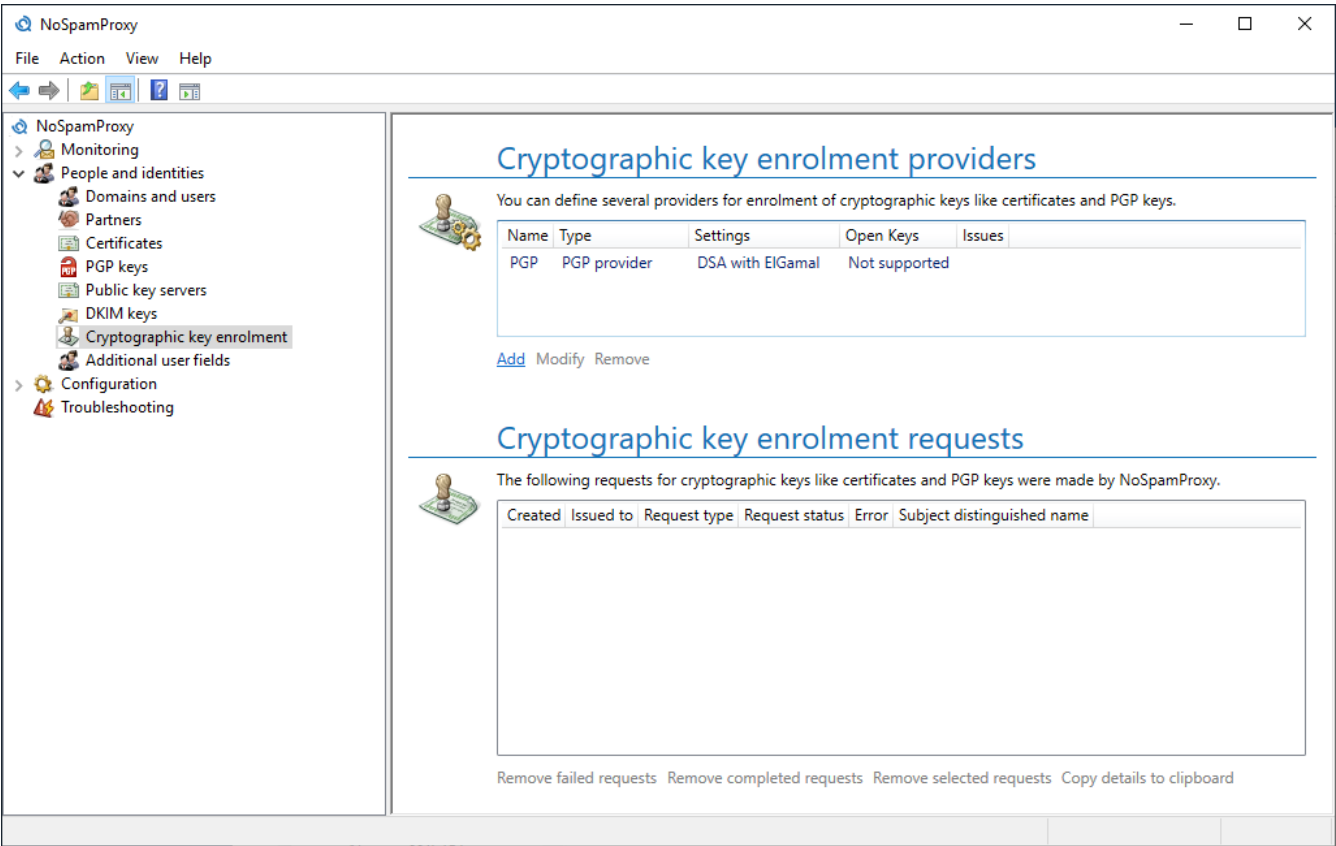 NoSpamProxy
File Action View Help
NoSpamProxy
Monitoring
People and identities
Domains and users
Partners
Certificates
PGP keys
Public key servers
DKIM keys
Cryptographic key enrolment
Additional user fields
Configuration
Troubleshooting
Cryptographic key enrolment providers
You can define several providers for enrolment of cryptographic keys like certificates and PGP keys.
Name Type Settings Open Keys Issues
PGP PGP provider DSA with ElGamal Not supported
Add Modify Remove
Cryptographic key enrolment requests
The following requests for cryptographic keys like certificates and PGP keys were made by NoSpamProxy.
Created Issued to Request type Request status Error Subject distinguished name
Remove failed requests Remove completed requests Remove selected requests Copy details to clipboard